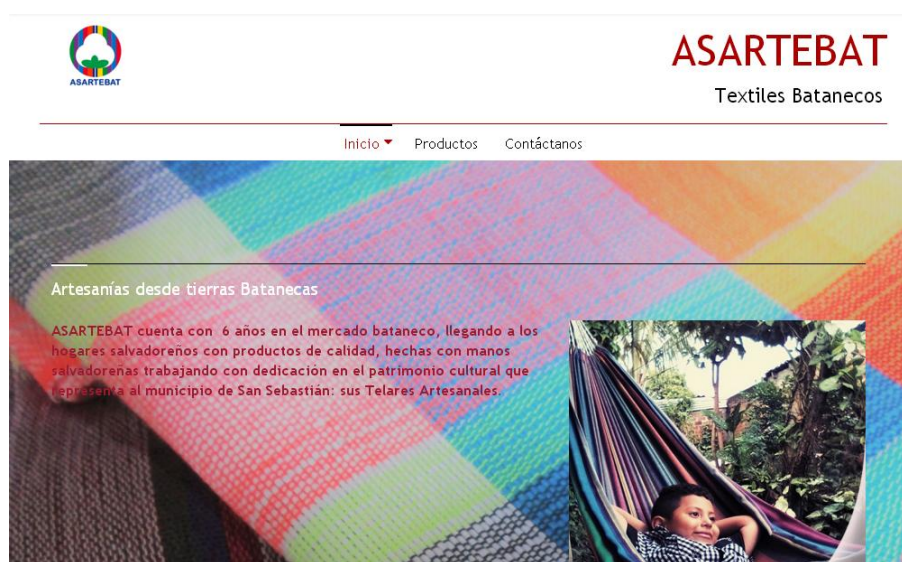 ASARTEBAT
ASARTEBAT
Textiles Batanecos
Inicio
Productos
Contáctanos
Artesanías desde tierras Batanecas
ASARTEBAT cuenta con  6 años en el mercado bataneco, llegando a los
hogares salvadoreños con productos de calidad, hechas con manos
salvadoreñas trabajando con dedicación en el patrimonio cultural que
representa al municipio de San Sebastián: sus Telares Artesanales.